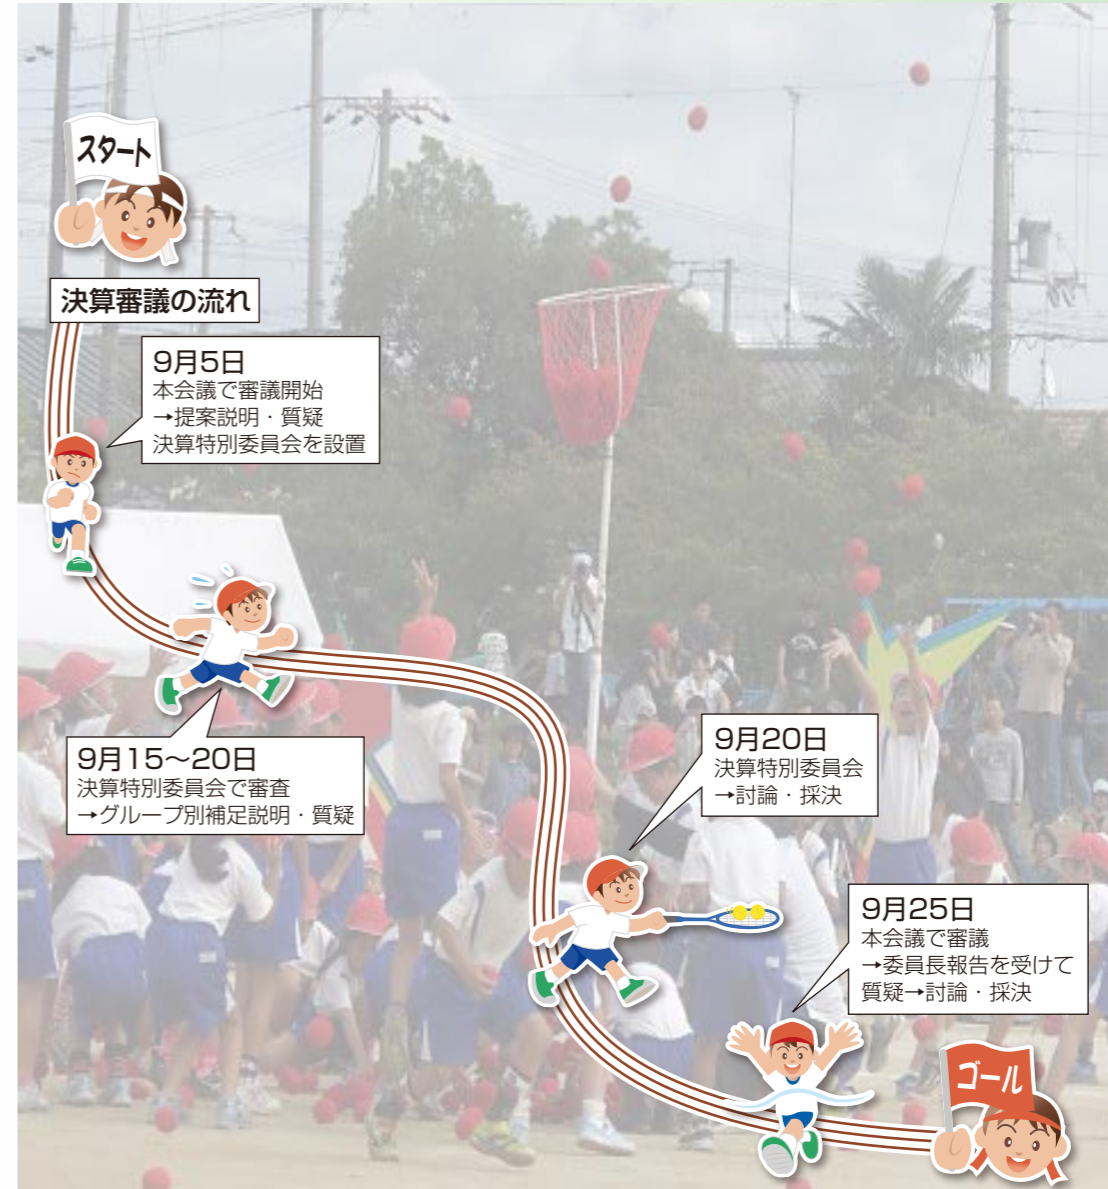 スタート
決算審議の流れ
9月5日
本会議で審議開始
→提案説明・質疑
決算特別委員会を設置
9月15～20日
決算特別委員会で審査
→グループ別補足説明・質疑
9月20日
決算特別委員会
→討論・採決
9月25日
本会議で審議
→委員長報告を受けて
質疑→討論・採決
ゴール